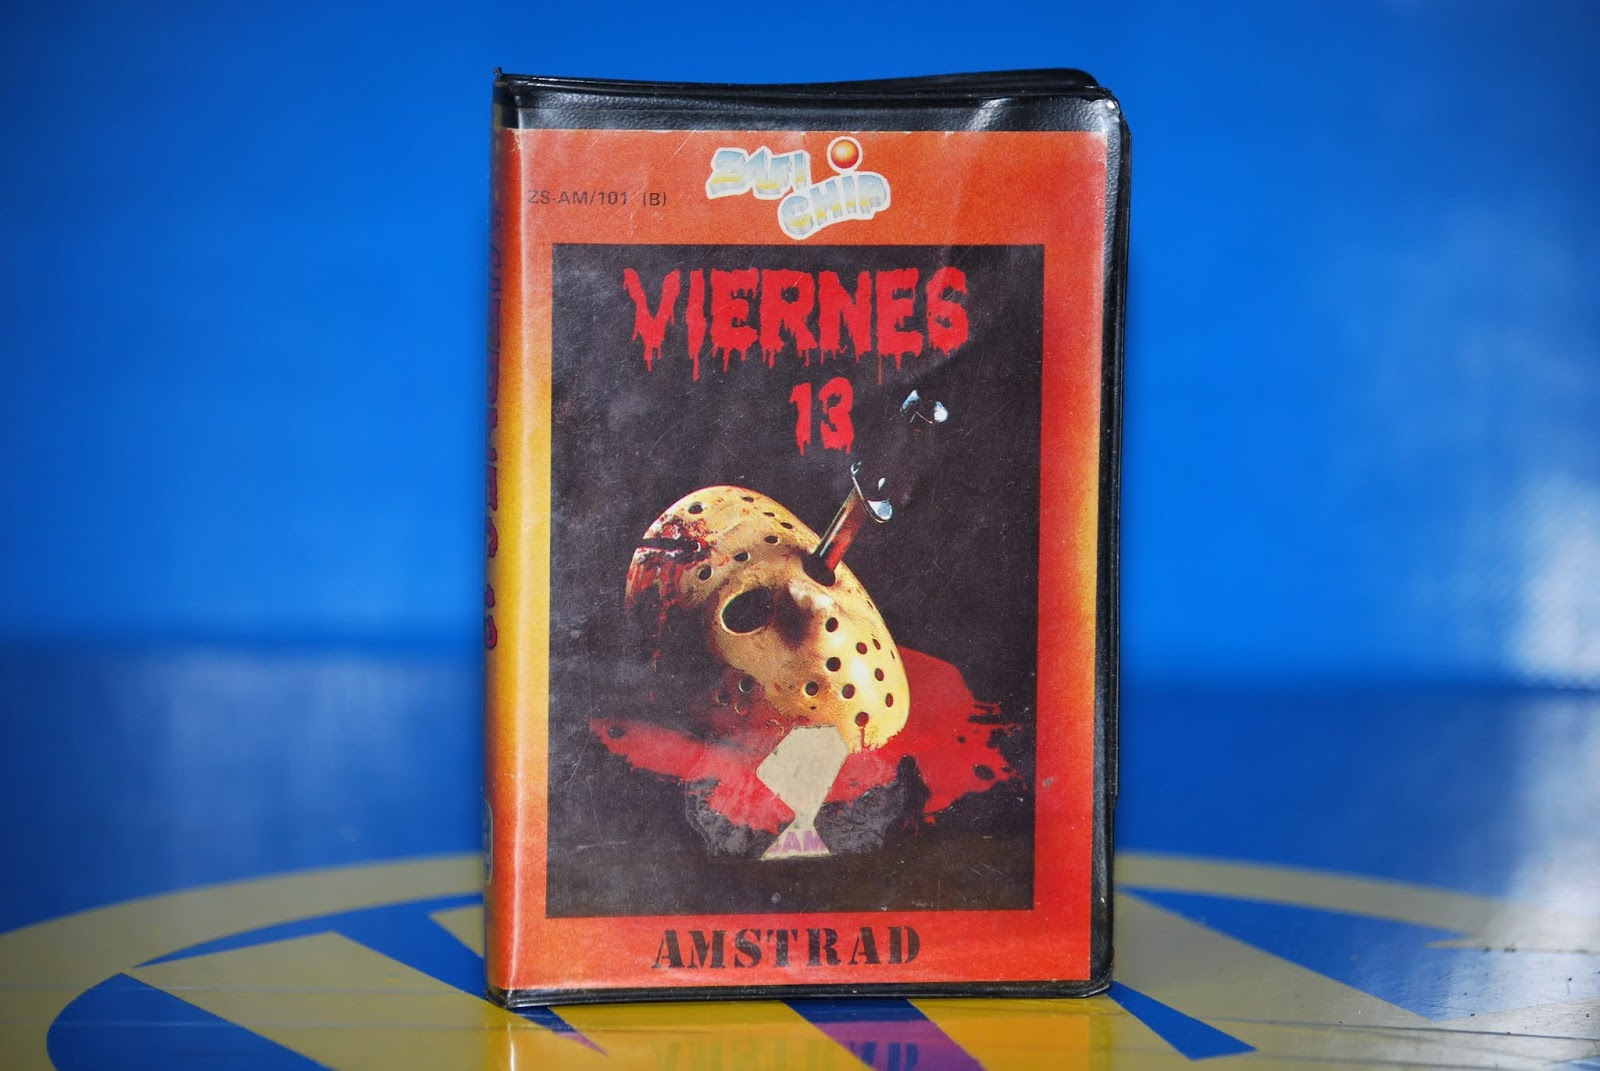 ZAFI
CHIP
ZS-AM/101 (B)
VIERNES
13
AMSTRAD